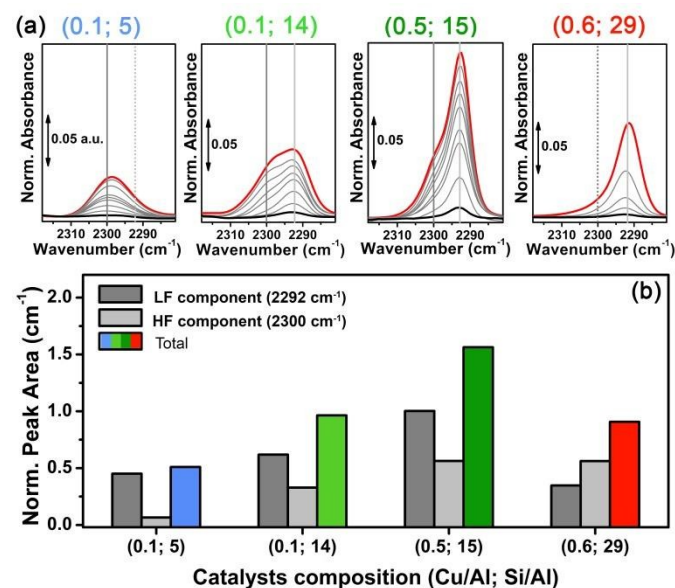 (a) (0.1; 5) (0.1; 14) (0.5; 15) (0.6; 29)
Norm. Absorbance
0.05 a.u.
2310 2300 2290
Wavenumber (cm⁻¹)
Norm. Absorbance
0.05
2310 2300 2290
Wavenumber (cm⁻¹)
Norm. Absorbance
0.05
2310 2300 2290
Wavenumber (cm⁻¹)
Norm. Absorbance
0.05
2310 2300 2290
Wavenumber (cm⁻¹)
(b)
LF component (2292 cm⁻¹)
HF component (2300 cm⁻¹)
Total
Norm. Peak Area (cm⁻¹)
2.0
1.5
1.0
0.5
0.0
(0.1; 5) (0.1; 14) (0.5; 15) (0.6; 29)
Catalysts composition (Cu/Al; Si/Al)